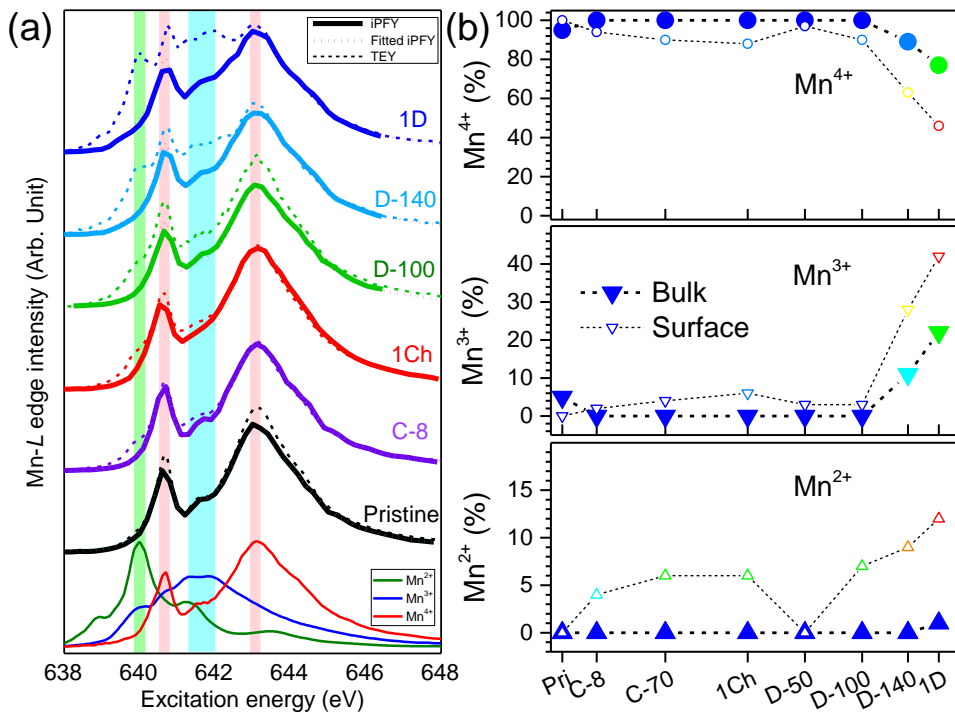 (a)
iPFY
Fitted iPFY
TEY
1D
D-140
D-100
1Ch
C-8
Pristine
Mn2+
Mn3+
Mn4+
Mn-L edge intensity (Arb. Unit)
638 640 642 644 646 648
Excitation energy (eV)
(b)
Mn4+
Mn4+ (%)
100
80
60
40
20
0
Mn3+
Bulk
Surface
Mn3+ (%)
40
30
20
10
0
Mn2+
Mn2+ (%)
15
10
5
0
Pri C-8 C-70 1Ch D-50 D-100 D-140 1D